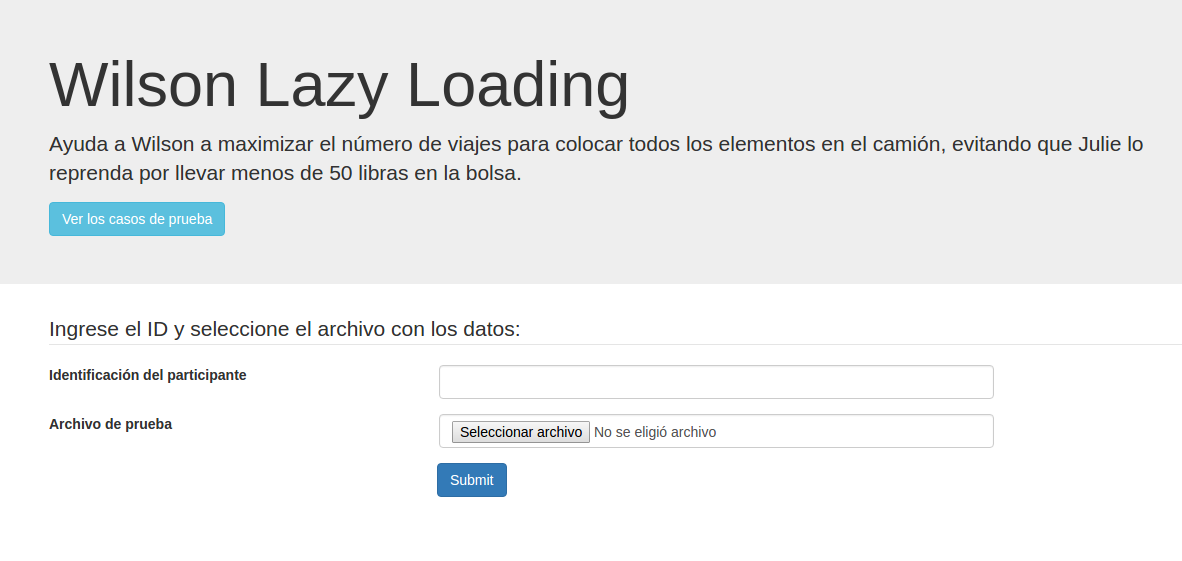 Wilson Lazy Loading
Ayuda a Wilson a maximizar el número de viajes para colocar todos los elementos en el camión, evitando que Julie lo
reprenda por llevar menos de 50 libras en la bolsa.
Ver los casos de prueba
Ingrese el ID y seleccione el archivo con los datos:
Identificación del participante
Archivo de prueba
Seleccionar archivo No se eligió archivo
Submit